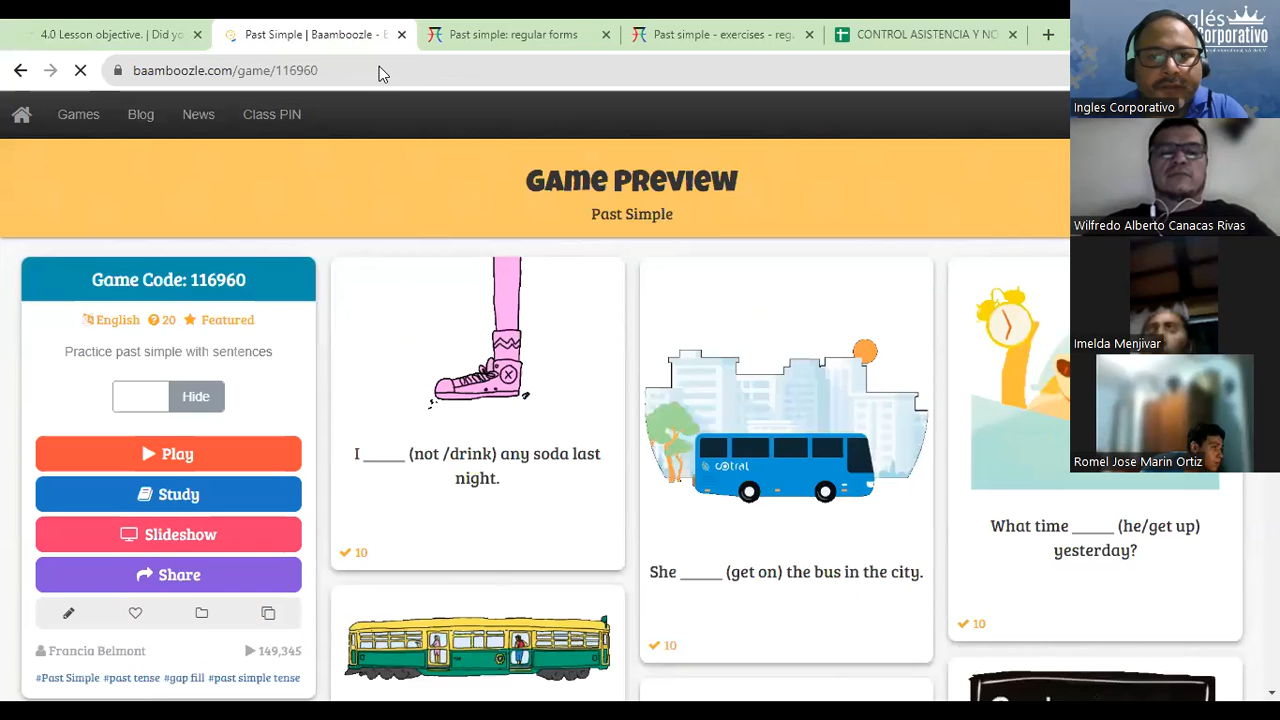 4.0 Lesson objective. | Did yo
Past Simple | Baamboozle - E
Past simple: regular forms
Past simple - exercises - reg
CONTROL ASISTENCIA Y NO
baamboozle.com/game/116960
Games
Blog
News
Class PIN
Game Preview
Past Simple
Game Code: 116960
English
20
Featured
Practice past simple with sentences
Hide
Play
Study
Slideshow
Share
Francia Belmont
149,345
#Past Simple #past tense #gap fill #past simple tense
I _____ (not /drink) any soda last
night.
10
cotral
She _____ (get on) the bus in the city.
10
What time _____ (he/get up)
yesterday?
10
Inglés
Corporativo
Ingles Corporativo
Wilfredo Alberto Canacas Rivas
Imelda Menjivar
Romel Jose Marin Ortiz